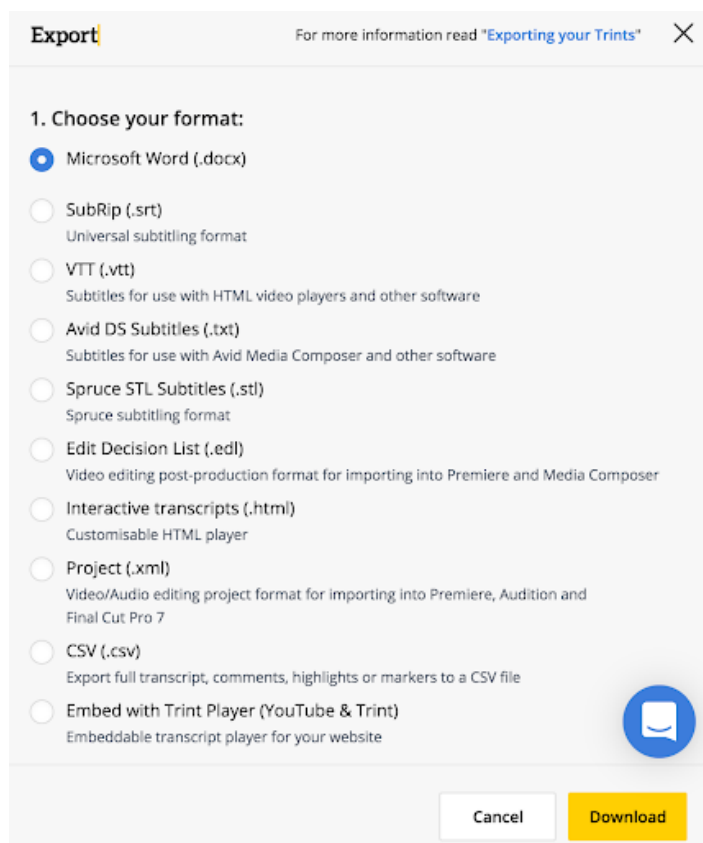 Export
For more information read "Exporting your Trints"
1. Choose your format:
Microsoft Word (.docx)
SubRip (.srt)
Universal subtitling format
VTT (.vtt)
Subtitles for use with HTML video players and other software
Avid DS Subtitles (.txt)
Subtitles for use with Avid Media Composer and other software
Spruce STL Subtitles (.stl)
Spruce subtitling format
Edit Decision List (.edl)
Video editing post-production format for importing into Premiere and Media Composer
Interactive transcripts (.html)
Customisable HTML player
Project (.xml)
Video/Audio editing project format for importing into Premiere, Audition and
Final Cut Pro 7
CSV (.csv)
Export full transcript, comments, highlights or markers to a CSV file
Embed with Trint Player (YouTube & Trint)
Embeddable transcript player for your website
Cancel
Download